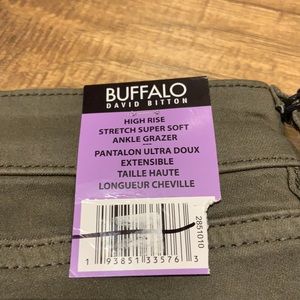 BUFFALO
DAVID BITTON
HIGH RISE
STRETCH SUPER SOFT
ANKLE GRAZER
PANTALON ULTRA DOUX
EXTENSIBLE
TAILLE HAUTE
LONGUEUR CHEVILLE
2851010
1 93851 33576 3